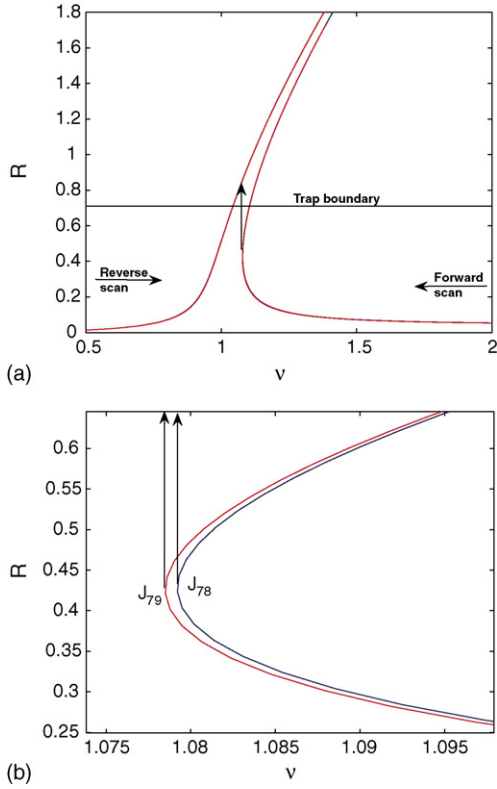 1.8
1.6
1.4
1.2
1
R
0.8
Trap boundary
0.6
0.4
Reverse
scan
Forward
scan
0.2
0
0.5
1
1.5
2
(a)
ν
0.6
0.55
0.5
R
0.45
J79
J78
0.4
0.35
0.3
0.25
1.075
1.08
1.085
1.09
1.095
(b)
ν